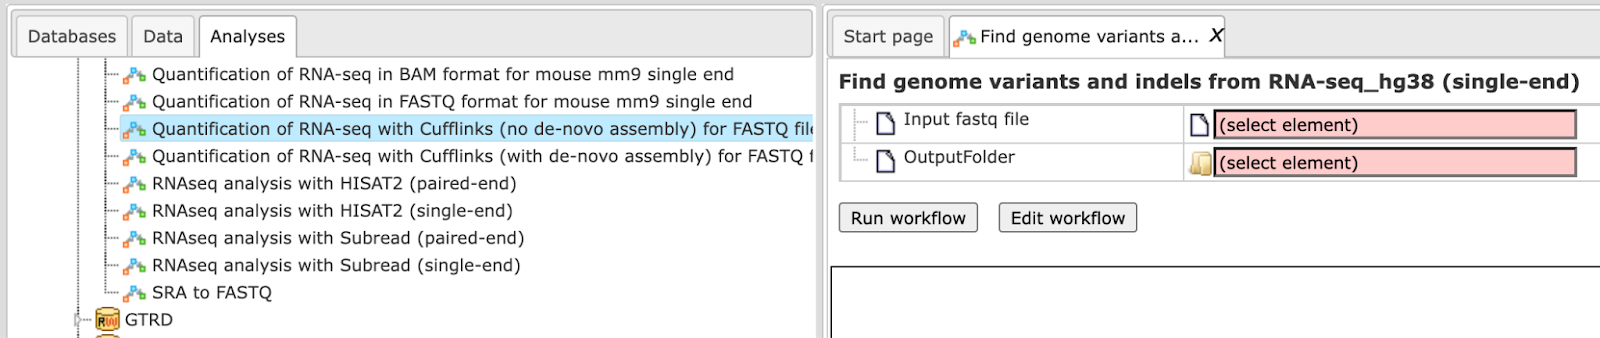 Databases Data Analyses
Quantification of RNA-seq in BAM format for mouse mm9 single end
Quantification of RNA-seq in FASTQ format for mouse mm9 single end
Quantification of RNA-seq with Cufflinks (no de-novo assembly) for FASTQ file
Quantification of RNA-seq with Cufflinks (with de-novo assembly) for FASTQ f
RNAseq analysis with HISAT2 (paired-end)
RNAseq analysis with HISAT2 (single-end)
RNAseq analysis with Subread (paired-end)
RNAseq analysis with Subread (single-end)
SRA to FASTQ
GTRD
Start page Find genome variants a... X
Find genome variants and indels from RNA-seq_hg38 (single-end)
Input fastq file (select element)
OutputFolder (select element)
Run workflow Edit workflow